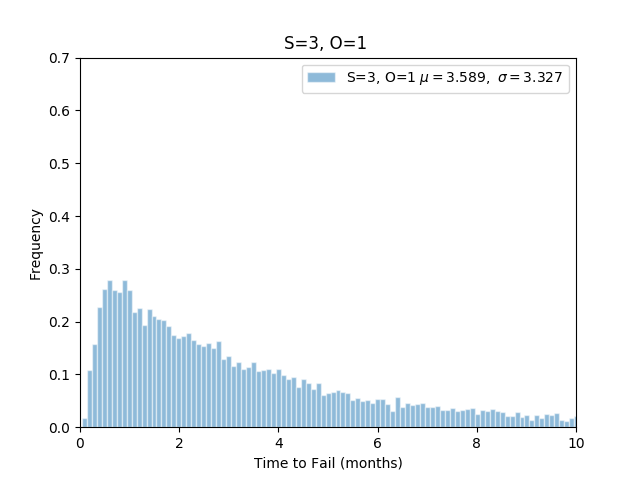 S=3, O=1
S=3, O=1 μ = 3.589, σ = 3.327
0.7
0.6
0.5
0.4
0.3
0.2
0.1
0.0
Frequency
0 2 4 6 8 10
Time to Fail (months)